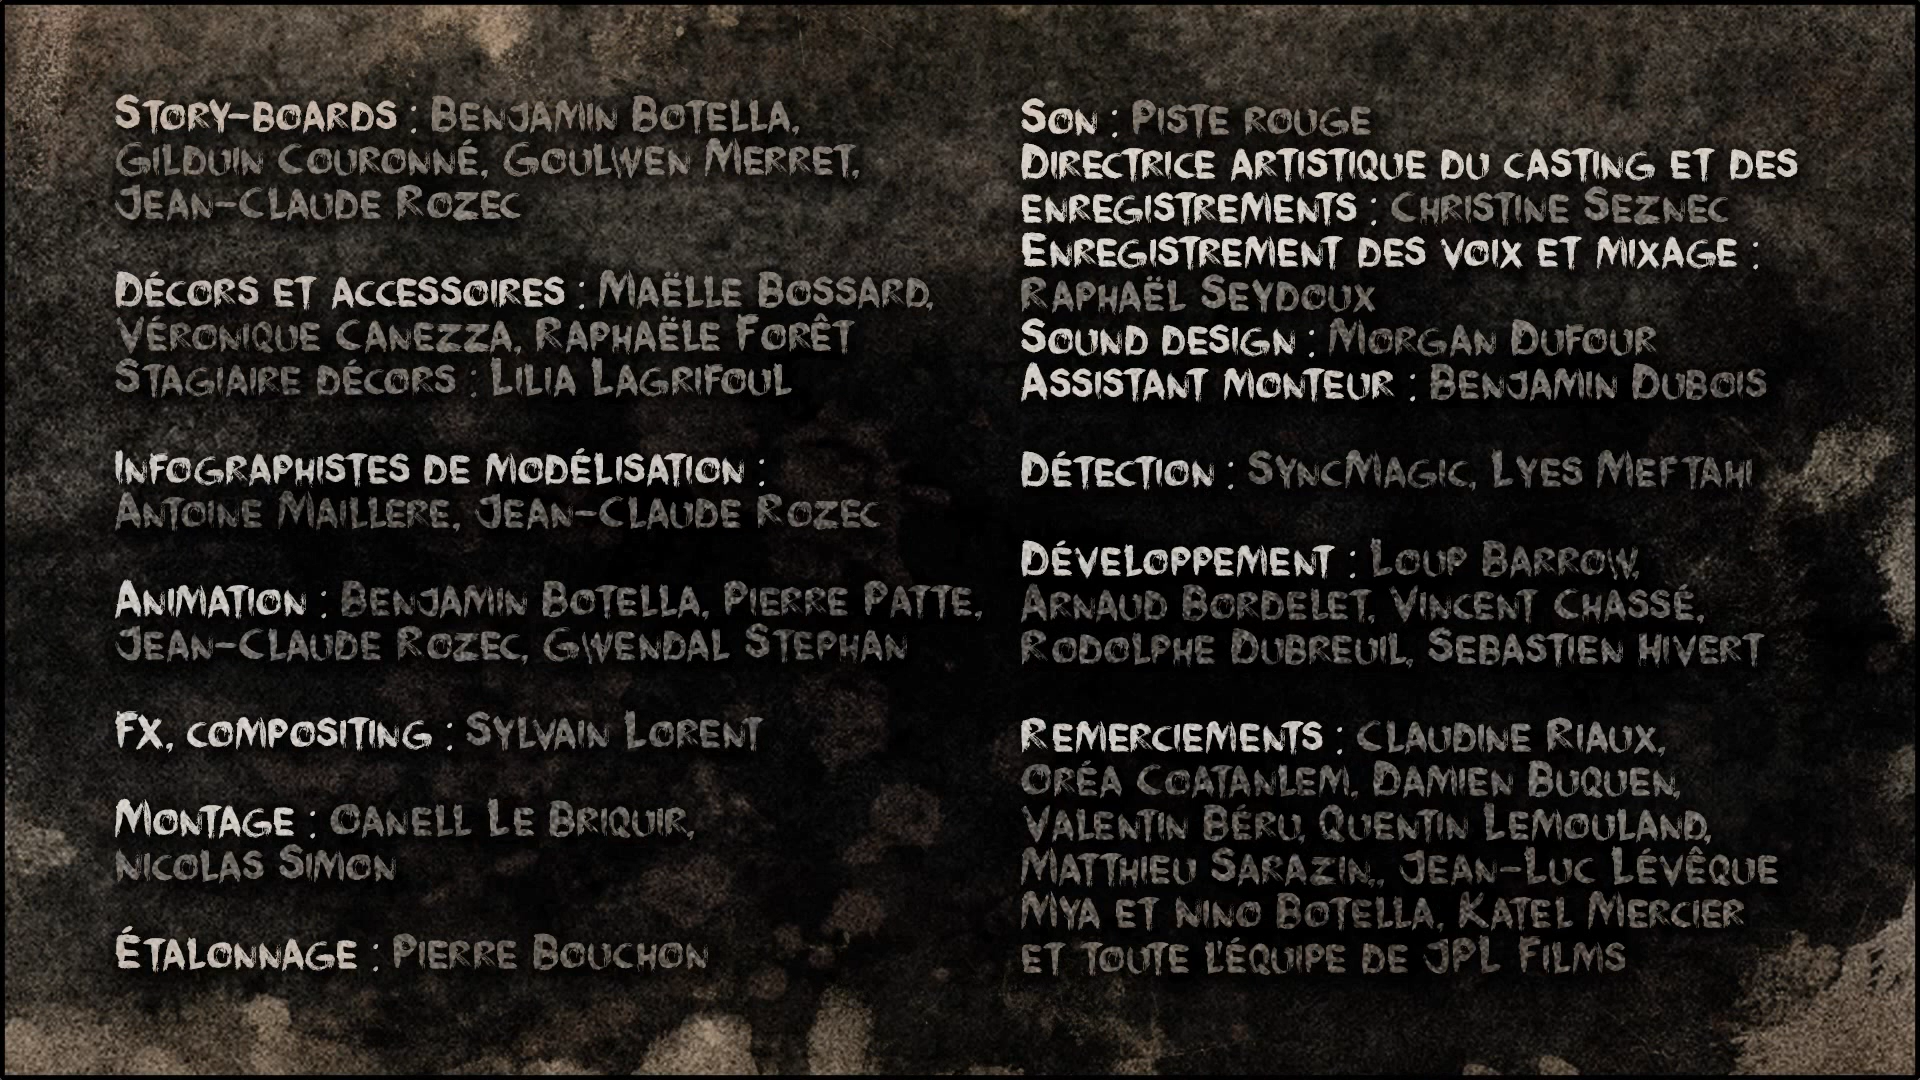 Story-boards : Benjamin Botella,
Gilduin Couronné, Goulwen Merret,
Jean-Claude Rozec
Décors et accessoires : Maëlle Bossard,
Véronique Canezza, Raphaële Forêt
Stagiaire décors : Lilia Lagrifoul
Infographistes de modélisation :
Antoine Maillere, Jean-Claude Rozec
Animation : Benjamin Botella, Pierre Patte,
Jean-Claude Rozec, Gwendal Stephan
FX, compositing : Sylvain Lorent
Montage : Oanell Le Briquir,
nicolas Simon
Étalonnage : Pierre Bouchon
Son : Piste rouge
Directrice artistique du casting et des
enregistrements : Christine Seznec
Enregistrement des voix et mixage :
Raphaël Seydoux
Sound design : Morgan Dufour
Assistant monteur : Benjamin Dubois
Détection : SyncMagic, Lyes Meftahi
Développement : Loup Barrow,
Arnaud Bordelet, Vincent Chassé,
Rodolphe Dubreuil, Sebastien Hivert
Remerciements : Claudine Riaux,
Oréa Coatanlem, Damien Buquen,
Valentin Béru, Quentin Lemouland,
Matthieu Sarazin,, Jean-Luc Lévêque
Mya et nino Botella, Katel Mercier
et toute l'équipe de JPL Films